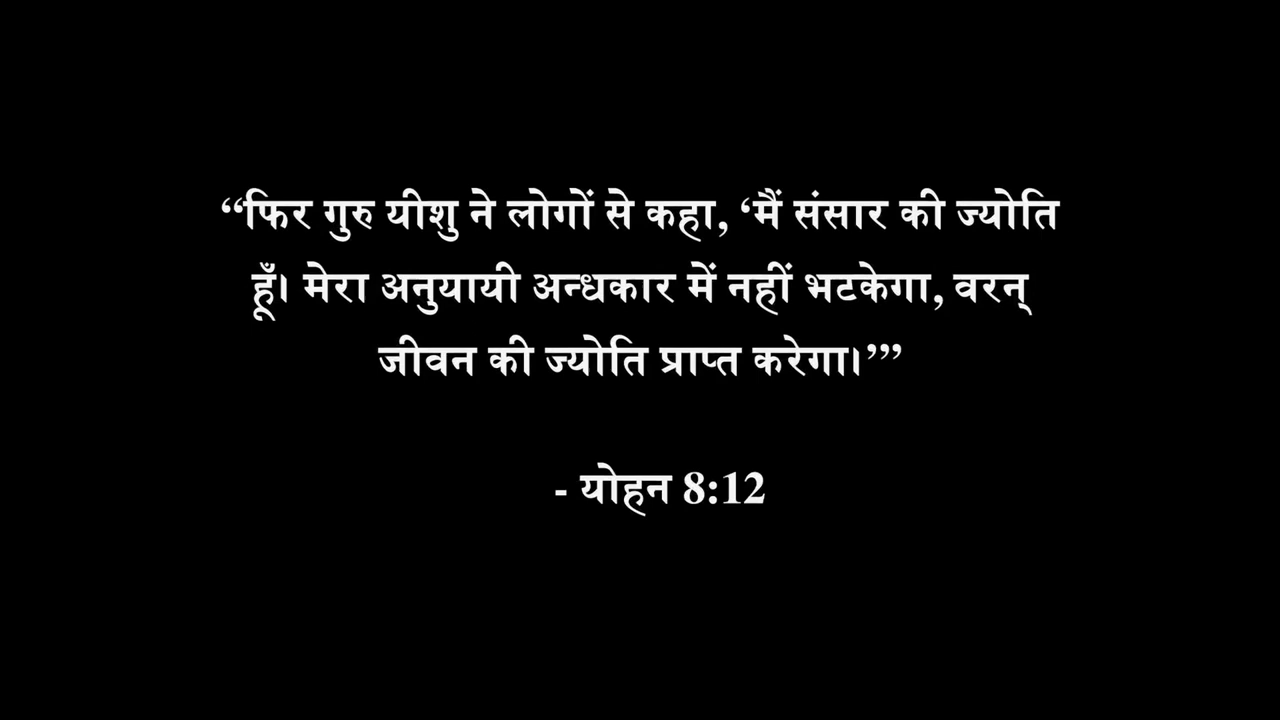 “फिर गुरु यीशु ने लोगों से कहा, ‘मैं संसार की ज्योति
हूँ। मेरा अनुयायी अन्धकार में नहीं भटकेगा, वरन्
जीवन की ज्योति प्राप्त करेगा।’”
- योहन 8:12